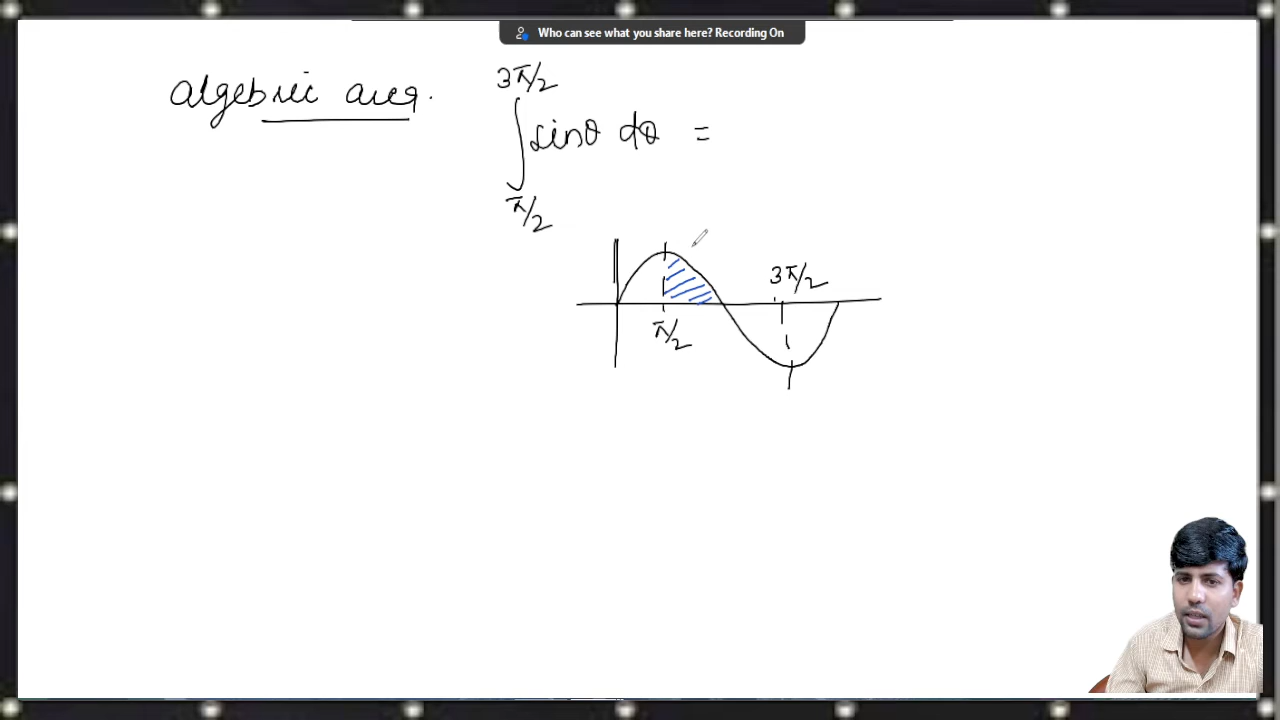 Who can see what you share here? Recording On
algebric area.
3π/2
∫ sinθ dθ =
π/2
3π/2
π/2